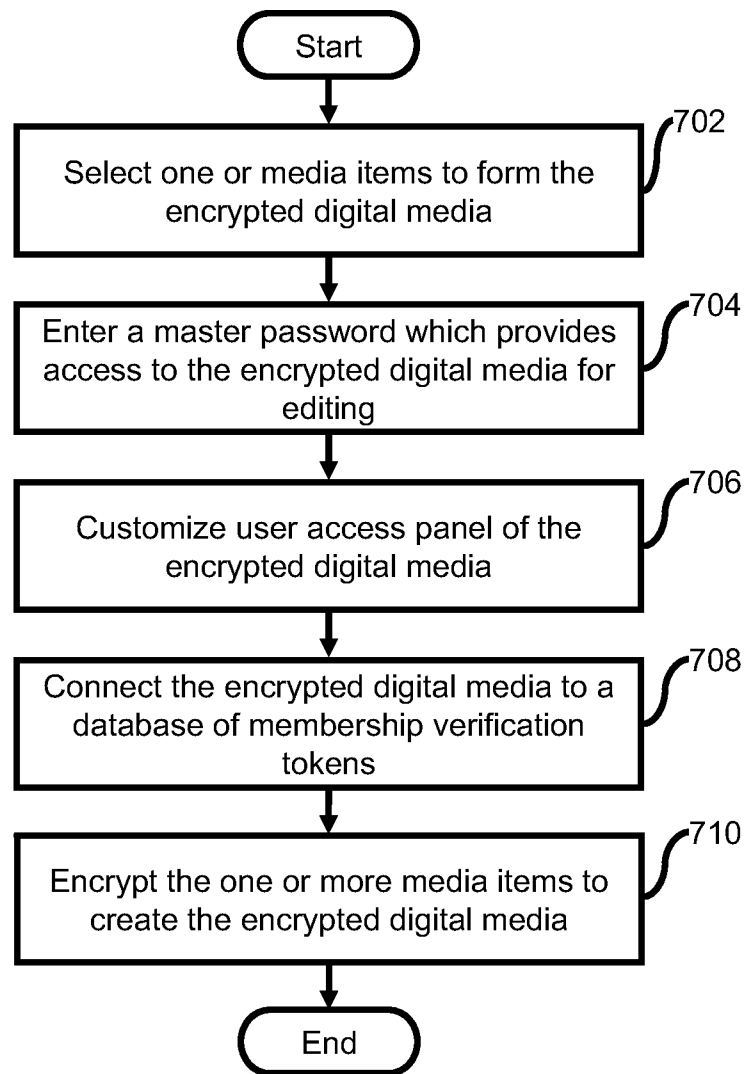 Start
702
Select one or media items to form the
encrypted digital media
704
Enter a master password which provides
access to the encrypted digital media for
editing
706
Customize user access panel of the
encrypted digital media
708
Connect the encrypted digital media to a
database of membership verification
tokens
710
Encrypt the one or more media items to
create the encrypted digital media
End